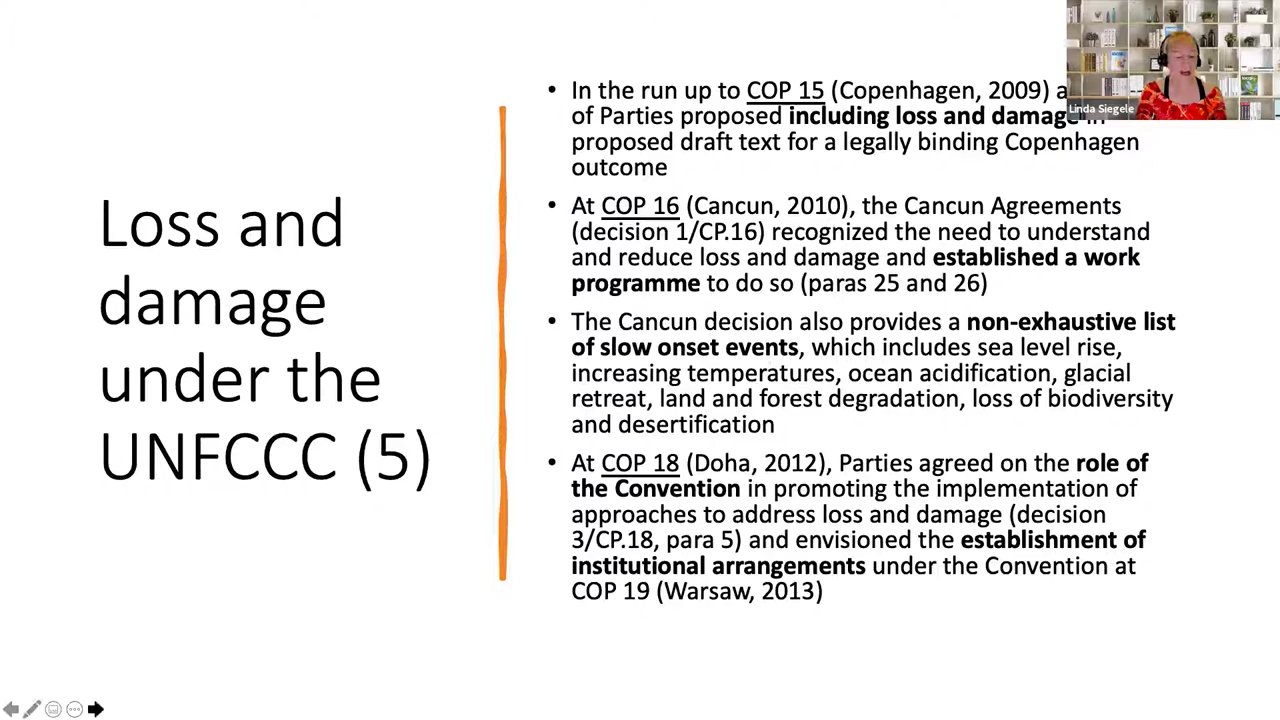 Loss and
damage
under the
UNFCCC (5)
• In the run up to COP 15 (Copenhagen, 2009)
of Parties proposed including loss and damage in
proposed draft text for a legally binding Copenhagen
outcome
• At COP 16 (Cancun, 2010), the Cancun Agreements
(decision 1/CP.16) recognized the need to understand
and reduce loss and damage and established a work
programme to do so (paras 25 and 26)
• The Cancun decision also provides a non-exhaustive list
of slow onset events, which includes sea level rise,
increasing temperatures, ocean acidification, glacial
retreat, land and forest degradation, loss of biodiversity
and desertification
• At COP 18 (Doha, 2012), Parties agreed on the role of
the Convention in promoting the implementation of
approaches to address loss and damage (decision
3/CP.18, para 5) and envisioned the establishment of
institutional arrangements under the Convention at
COP 19 (Warsaw, 2013)
Linda Siegele